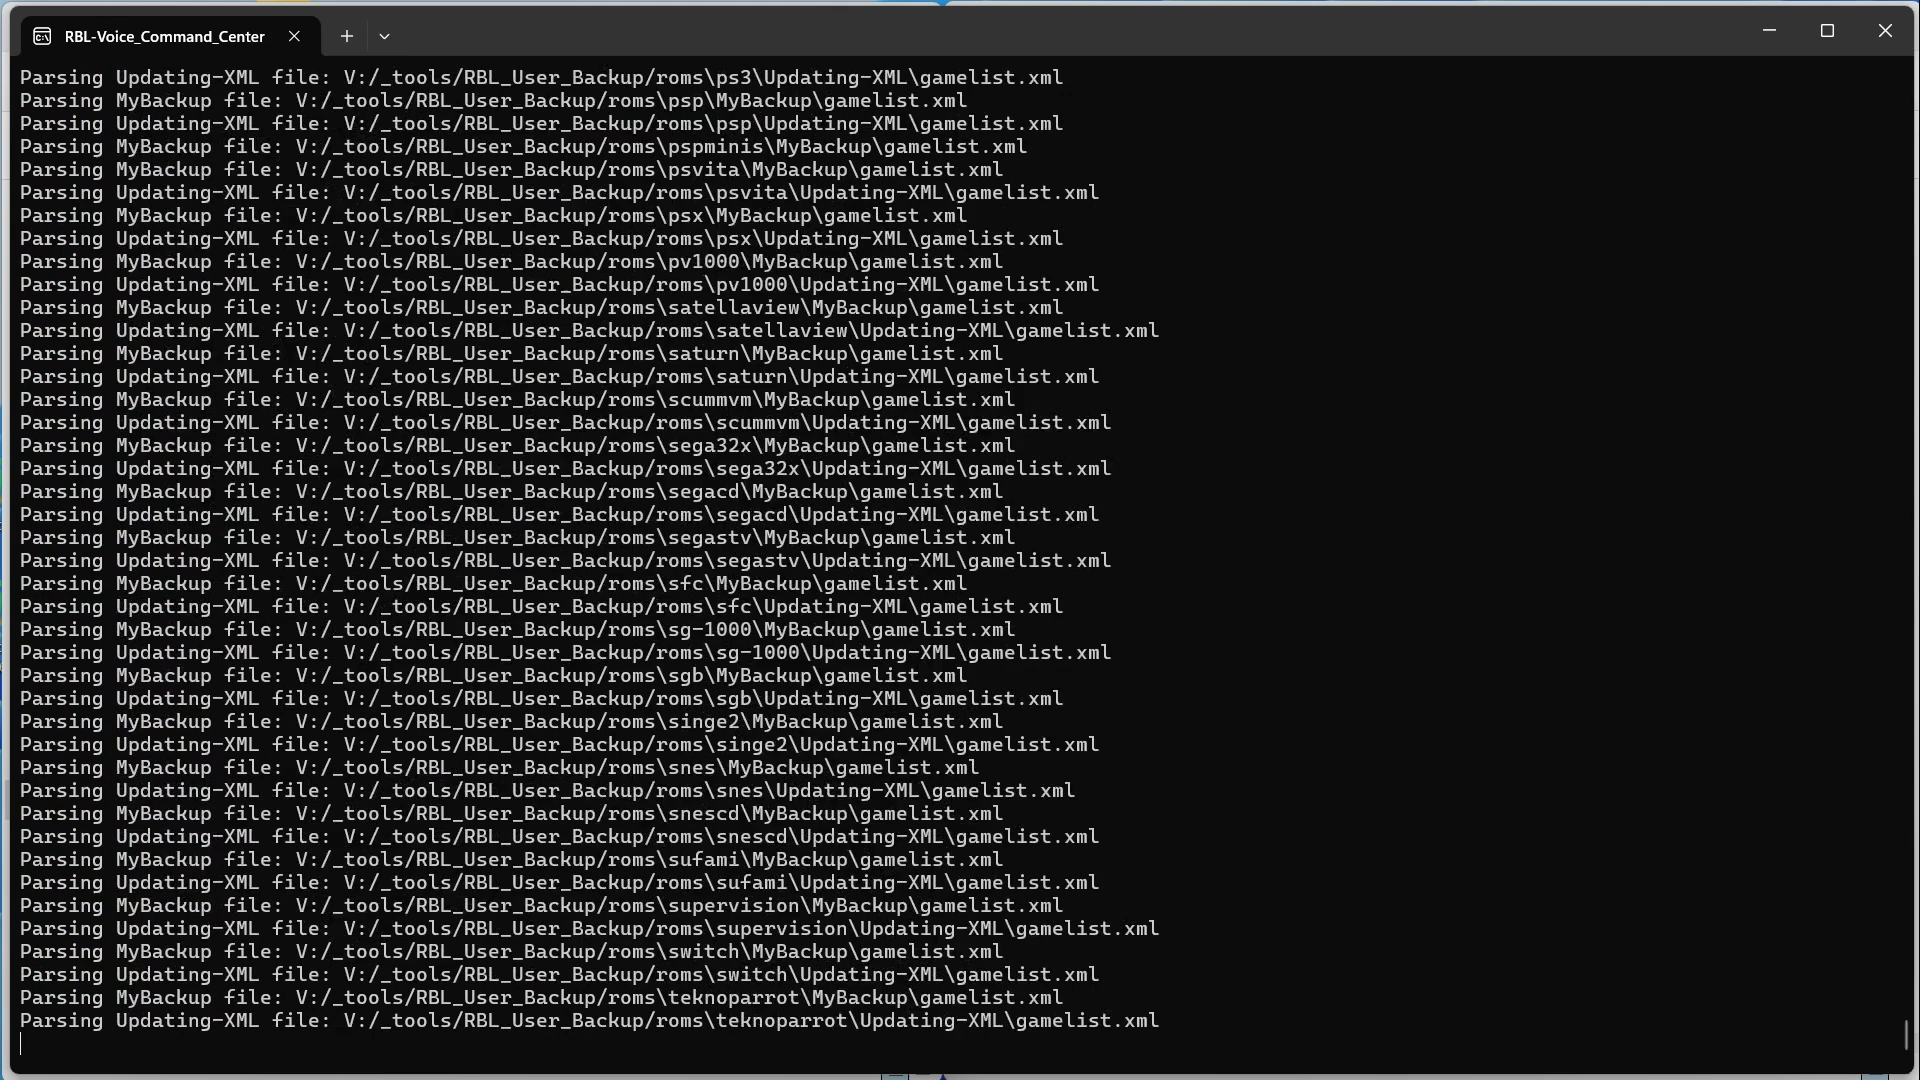 RBL-Voice_Command_Center
Parsing Updating-XML file: V:/_tools/RBL_User_Backup/roms\ps3\Updating-XML\gamelist.xml
Parsing MyBackup file: V:/_tools/RBL_User_Backup/roms\psp\MyBackup\gamelist.xml
Parsing Updating-XML file: V:/_tools/RBL_User_Backup/roms\psp\Updating-XML\gamelist.xml
Parsing MyBackup file: V:/_tools/RBL_User_Backup/roms\pspminis\MyBackup\gamelist.xml
Parsing MyBackup file: V:/_tools/RBL_User_Backup/roms\psvita\MyBackup\gamelist.xml
Parsing Updating-XML file: V:/_tools/RBL_User_Backup/roms\psvita\Updating-XML\gamelist.xml
Parsing MyBackup file: V:/_tools/RBL_User_Backup/roms\psx\MyBackup\gamelist.xml
Parsing Updating-XML file: V:/_tools/RBL_User_Backup/roms\psx\Updating-XML\gamelist.xml
Parsing MyBackup file: V:/_tools/RBL_User_Backup/roms\pv1000\MyBackup\gamelist.xml
Parsing Updating-XML file: V:/_tools/RBL_User_Backup/roms\pv1000\Updating-XML\gamelist.xml
Parsing MyBackup file: V:/_tools/RBL_User_Backup/roms\satellaview\MyBackup\gamelist.xml
Parsing Updating-XML file: V:/_tools/RBL_User_Backup/roms\satellaview\Updating-XML\gamelist.xml
Parsing MyBackup file: V:/_tools/RBL_User_Backup/roms\saturn\MyBackup\gamelist.xml
Parsing Updating-XML file: V:/_tools/RBL_User_Backup/roms\saturn\Updating-XML\gamelist.xml
Parsing MyBackup file: V:/_tools/RBL_User_Backup/roms\scummvm\MyBackup\gamelist.xml
Parsing Updating-XML file: V:/_tools/RBL_User_Backup/roms\scummvm\Updating-XML\gamelist.xml
Parsing MyBackup file: V:/_tools/RBL_User_Backup/roms\sega32x\MyBackup\gamelist.xml
Parsing Updating-XML file: V:/_tools/RBL_User_Backup/roms\sega32x\Updating-XML\gamelist.xml
Parsing MyBackup file: V:/_tools/RBL_User_Backup/roms\segacd\MyBackup\gamelist.xml
Parsing Updating-XML file: V:/_tools/RBL_User_Backup/roms\segacd\Updating-XML\gamelist.xml
Parsing MyBackup file: V:/_tools/RBL_User_Backup/roms\segastv\MyBackup\gamelist.xml
Parsing Updating-XML file: V:/_tools/RBL_User_Backup/roms\segastv\Updating-XML\gamelist.xml
Parsing MyBackup file: V:/_tools/RBL_User_Backup/roms\sfc\MyBackup\gamelist.xml
Parsing Updating-XML file: V:/_tools/RBL_User_Backup/roms\sfc\Updating-XML\gamelist.xml
Parsing MyBackup file: V:/_tools/RBL_User_Backup/roms\sg-1000\MyBackup\gamelist.xml
Parsing Updating-XML file: V:/_tools/RBL_User_Backup/roms\sg-1000\Updating-XML\gamelist.xml
Parsing MyBackup file: V:/_tools/RBL_User_Backup/roms\sgb\MyBackup\gamelist.xml
Parsing Updating-XML file: V:/_tools/RBL_User_Backup/roms\sgb\Updating-XML\gamelist.xml
Parsing MyBackup file: V:/_tools/RBL_User_Backup/roms\singe2\MyBackup\gamelist.xml
Parsing Updating-XML file: V:/_tools/RBL_User_Backup/roms\singe2\Updating-XML\gamelist.xml
Parsing MyBackup file: V:/_tools/RBL_User_Backup/roms\snes\MyBackup\gamelist.xml
Parsing Updating-XML file: V:/_tools/RBL_User_Backup/roms\snes\Updating-XML\gamelist.xml
Parsing MyBackup file: V:/_tools/RBL_User_Backup/roms\snescd\MyBackup\gamelist.xml
Parsing Updating-XML file: V:/_tools/RBL_User_Backup/roms\snescd\Updating-XML\gamelist.xml
Parsing MyBackup file: V:/_tools/RBL_User_Backup/roms\sufami\MyBackup\gamelist.xml
Parsing Updating-XML file: V:/_tools/RBL_User_Backup/roms\sufami\Updating-XML\gamelist.xml
Parsing MyBackup file: V:/_tools/RBL_User_Backup/roms\supervision\MyBackup\gamelist.xml
Parsing Updating-XML file: V:/_tools/RBL_User_Backup/roms\supervision\Updating-XML\gamelist.xml
Parsing MyBackup file: V:/_tools/RBL_User_Backup/roms\switch\MyBackup\gamelist.xml
Parsing Updating-XML file: V:/_tools/RBL_User_Backup/roms\switch\Updating-XML\gamelist.xml
Parsing MyBackup file: V:/_tools/RBL_User_Backup/roms\teknoparrot\MyBackup\gamelist.xml
Parsing Updating-XML file: V:/_tools/RBL_User_Backup/roms\teknoparrot\Updating-XML\gamelist.xml